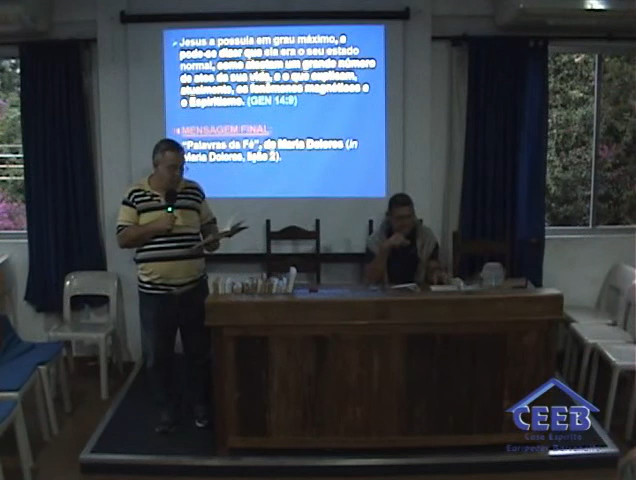 Jesus a possuía em grau máximo, e
pode-se dizer que ela era o seu estado
normal, como atestam um grande número
de atos da sua vida, e o que explicam,
atualmente, os fenômenos magnéticos e
o Espiritismo. (GEN 14:9)
MENSAGEM FINAL:
"Palavras da Fé", de Maria Dolores (in
Maria Dolores, lição 2).
CEEB
Casa Espírita